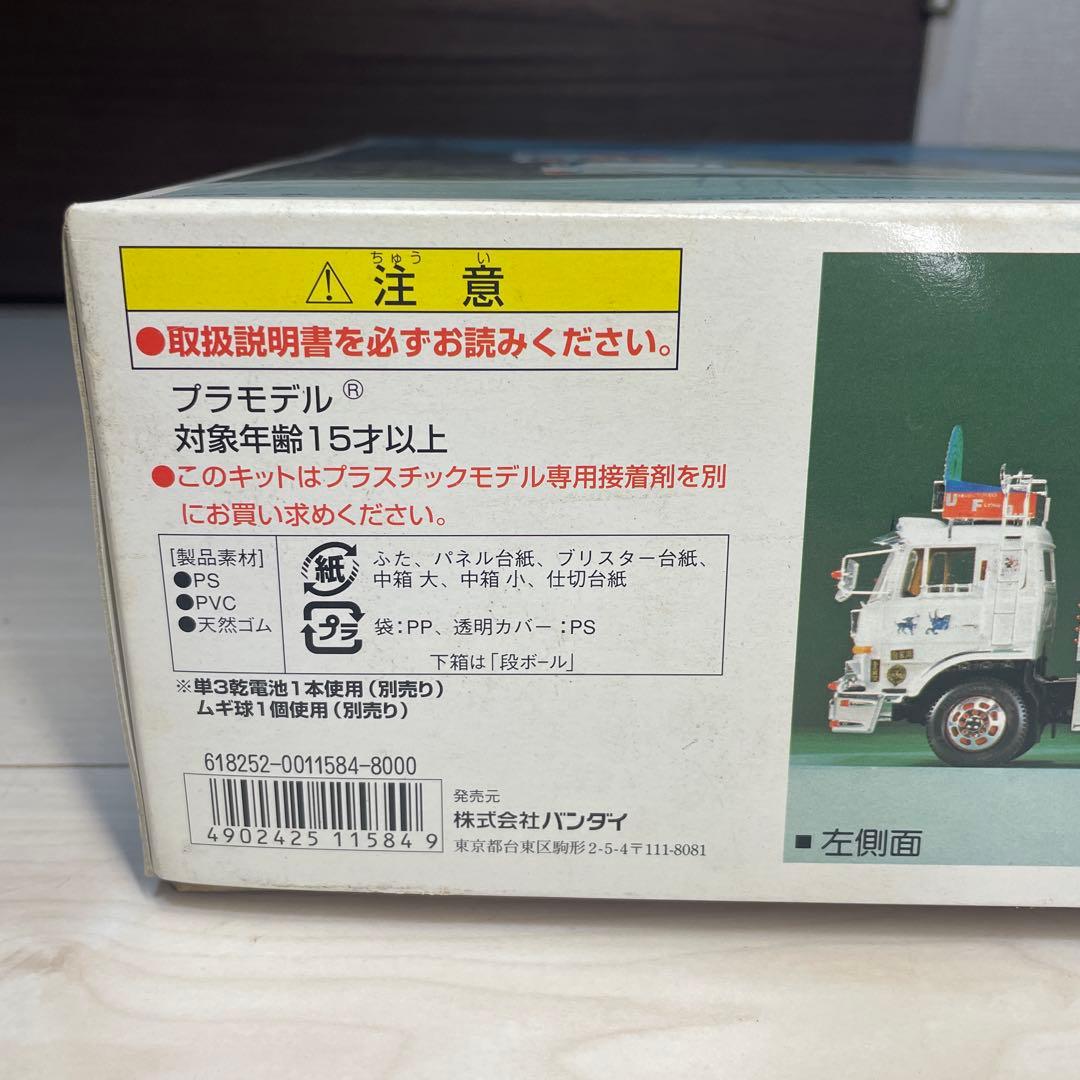 ちゅう い
⚠ 注 意
●取扱説明書を必ずお読みください。
プラモデル®
対象年齢15才以上
●このキットはプラスチックモデル専用接着剤を別
にお買い求めください。
[製品素材]
●PS
●PVC
●天然ゴム
紙
ふた、パネル台紙、ブリスター台紙、
中箱 大、中箱 小、仕切台紙
プラ
袋:PP、透明カバー:PS
下箱は「段ボール」
※単3乾電池1本使用(別売り)
ムギ球1個使用(別売り)
618252-0011584-8000
4902425 115849
発売元
株式会社バンダイ
東京都台東区駒形2-5-4〒111-8081
■左側面